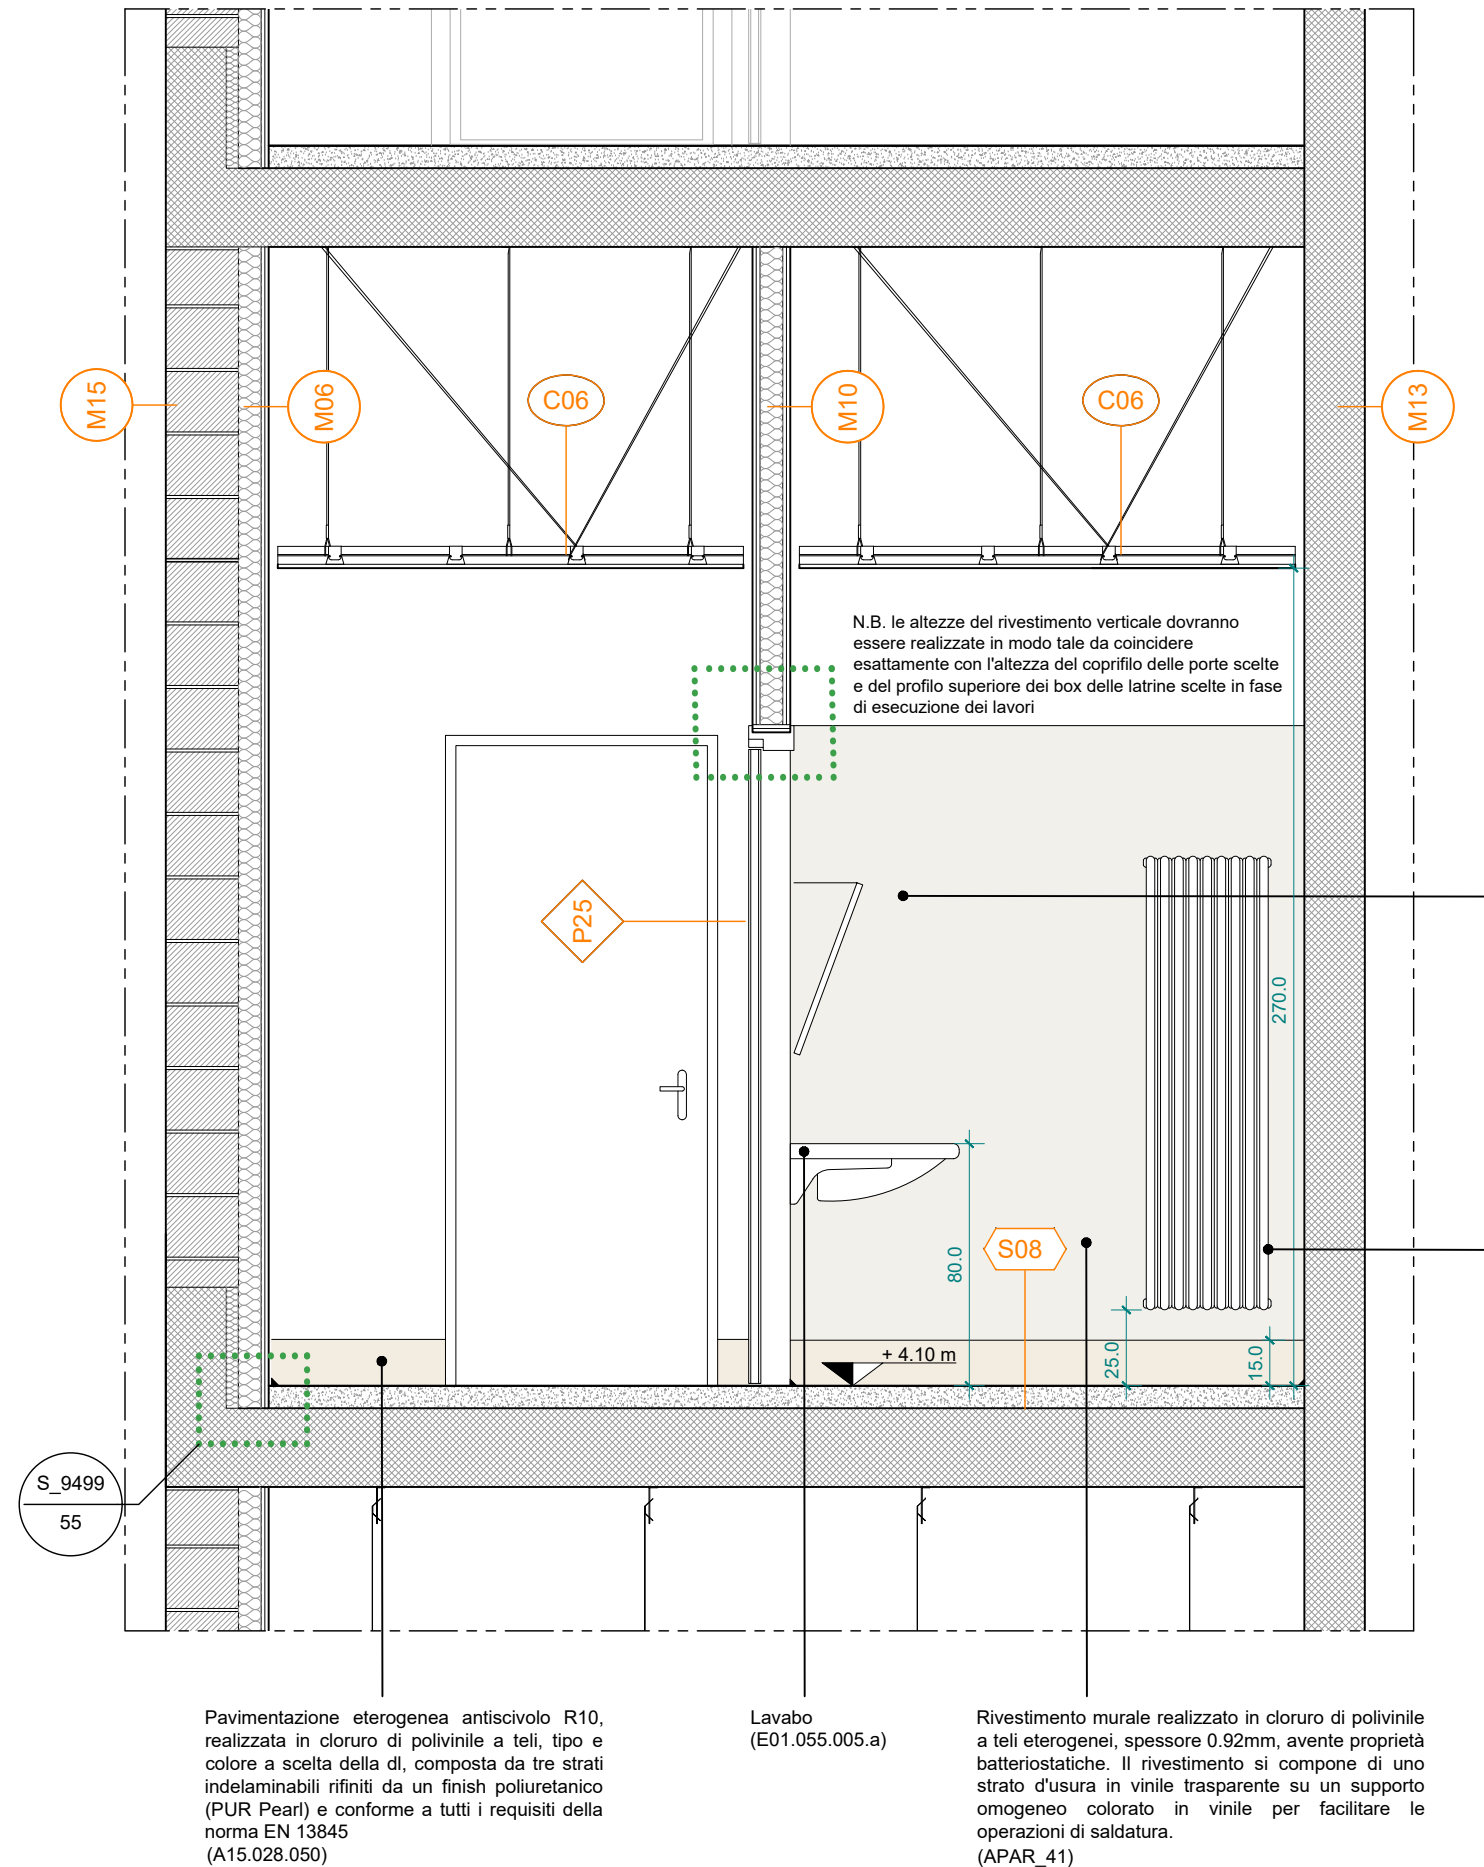 M15
M06
C06
M10
C06
M13
N.B. le altezze del rivestimento verticale dovranno
essere realizzate in modo tale da coincidere
esattamente con l'altezza del coprifilo delle porte scelte
e del profilo superiore dei box delle latrine scelte in fase
di esecuzione dei lavori
P25
270.0
80.0
S08
+ 4.10 m
25.0
15.0
S_9499
55
Pavimentazione eterogenea antiscivolo R10,
realizzata in cloruro di polivinile a teli, tipo e
colore a scelta della dl, composta da tre strati
indelaminabili rifiniti da un finish poliuretanico
(PUR Pearl) e conforme a tutti i requisiti della
norma EN 13845
(A15.028.050)
Lavabo
(E01.055.005.a)
Rivestimento murale realizzato in cloruro di polivinile
a teli eterogenei, spessore 0.92mm, avente proprietà
batteriostatiche. Il rivestimento si compone di uno
strato d'usura in vinile trasparente su un supporto
omogeneo colorato in vinile per facilitare le
operazioni di saldatura.
(APAR_41)